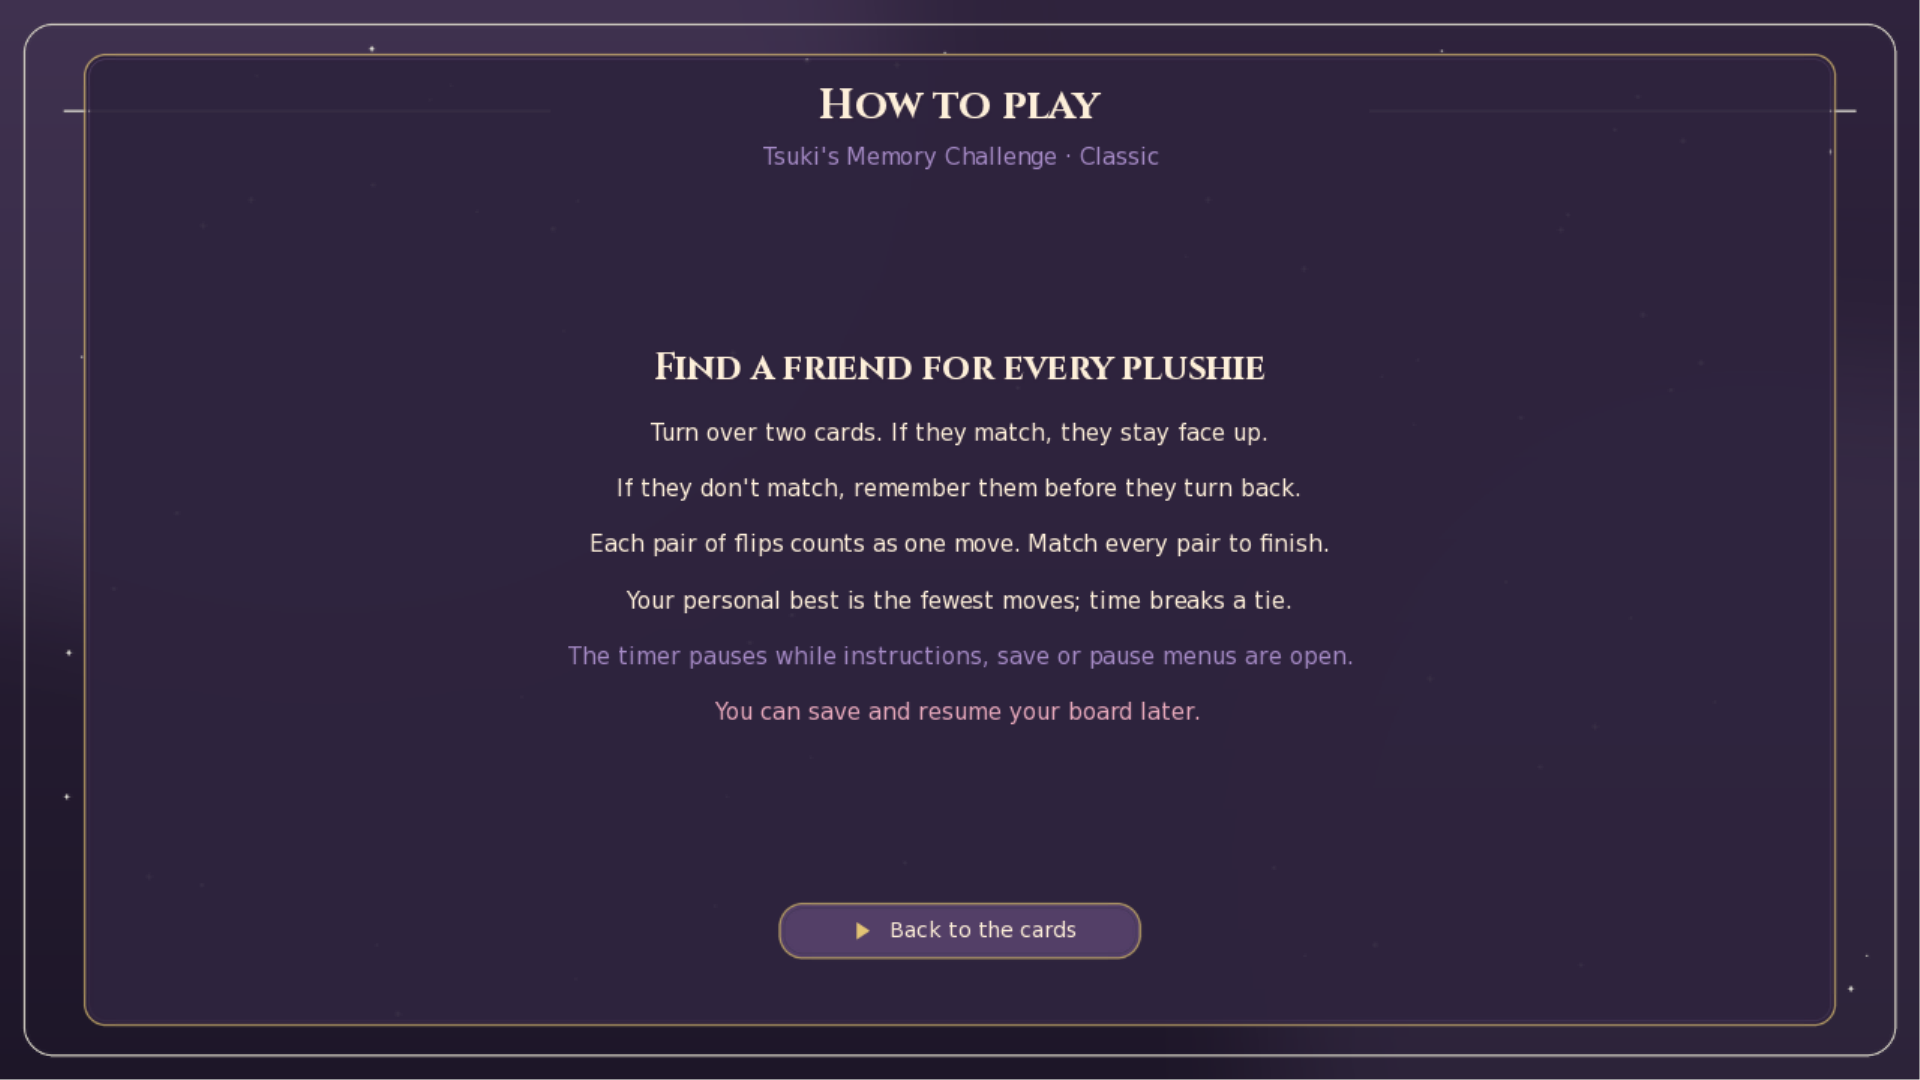 How to play
Tsuki's Memory Challenge · Classic
Find a friend for every plushie
Turn over two cards. If they match, they stay face up.
If they don't match, remember them before they turn back.
Each pair of flips counts as one move. Match every pair to finish.
Your personal best is the fewest moves; time breaks a tie.
The timer pauses while instructions, save or pause menus are open.
You can save and resume your board later.
Back to the cards